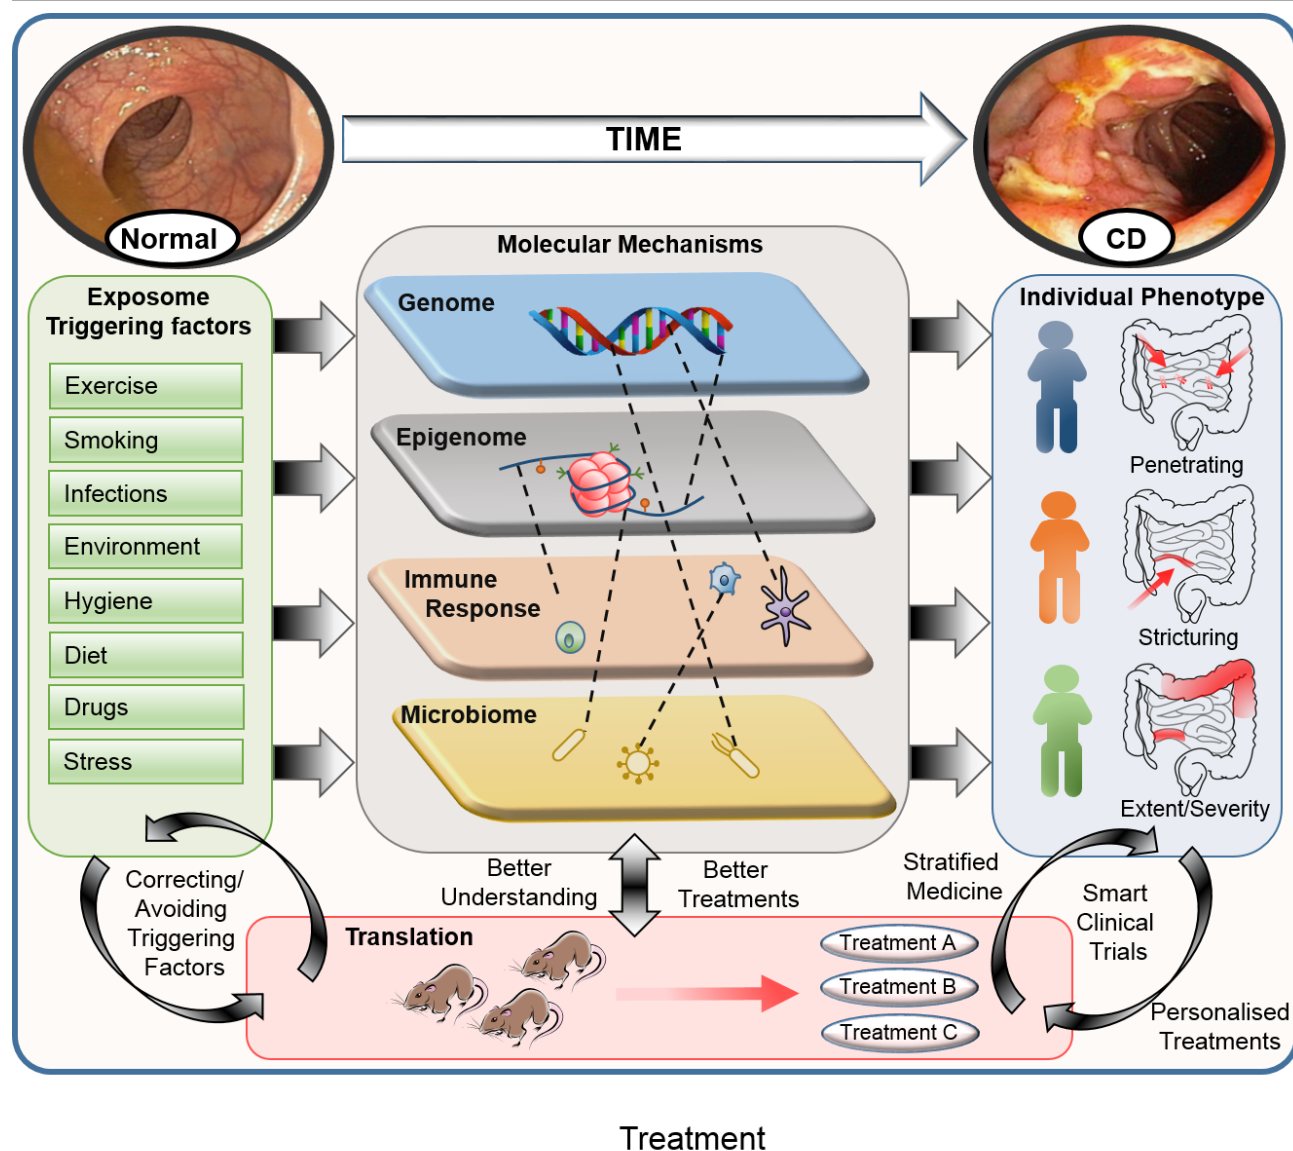 TIME
Normal
CD
Exposome
Triggering factors
Exercise
Smoking
Infections
Environment
Hygiene
Diet
Drugs
Stress
Molecular Mechanisms
Genome
Epigenome
Immune
Response
Microbiome
Individual Phenotype
Penetrating
Stricturing
Extent/Severity
Correcting/
Avoiding
Triggering
Factors
Better
Understanding
Better
Treatments
Stratified
Medicine
Smart
Clinical
Trials
Personalised
Treatments
Translation
Treatment A
Treatment B
Treatment C
Treatment